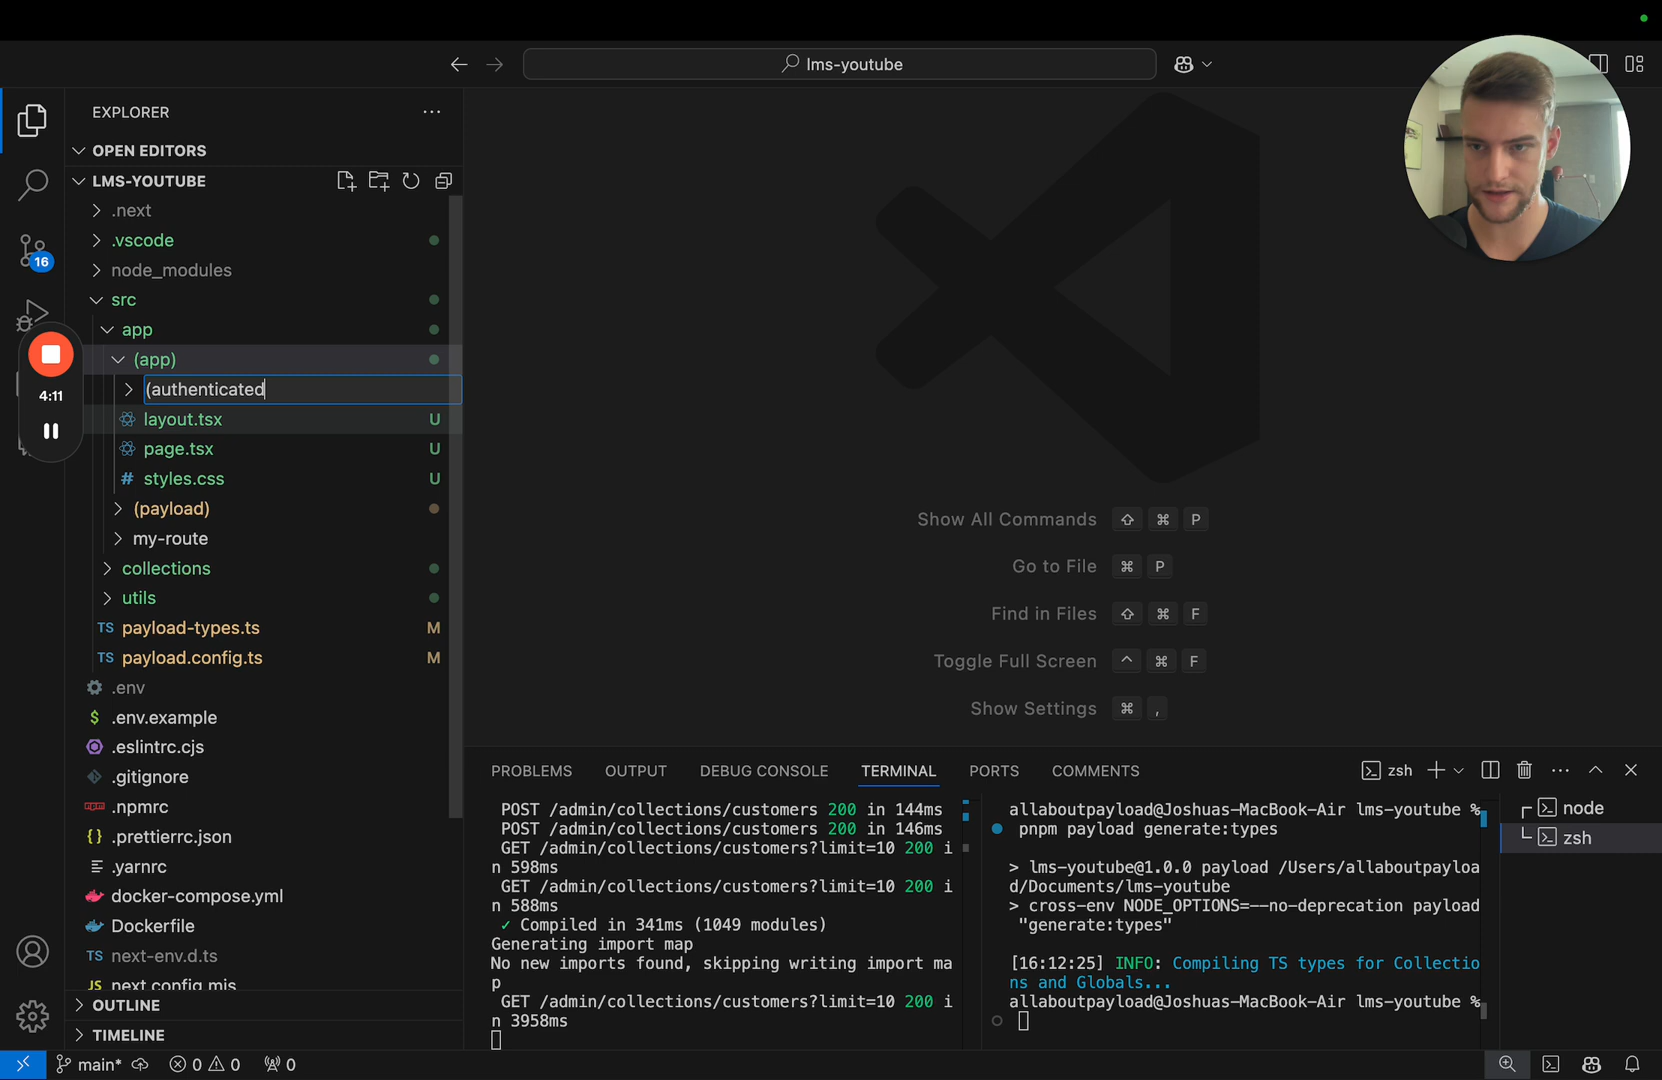 lms-youtube
EXPLORER
OPEN EDITORS
LMS-YOUTUBE
.next
.vscode
node_modules
src
app
(app)
(authenticated
layout.tsx U
page.tsx U
styles.css U
(payload)
my-route
collections
utils
TS payload-types.ts M
TS payload.config.ts M
.env
$ .env.example
.eslintrc.cjs
.gitignore
.npmrc
{} .prettierrc.json
.yarnrc
docker-compose.yml
Dockerfile
TS next-env.d.ts
JS next.config.mjs
OUTLINE
TIMELINE
16
4:11
Show All Commands ⇧ ⌘ P
Go to File ⌘ P
Find in Files ⇧ ⌘ F
Toggle Full Screen ^ ⌘ F
Show Settings ⌘ ,
PROBLEMS OUTPUT DEBUG CONSOLE TERMINAL PORTS COMMENTS
zsh
POST /admin/collections/customers 200 in 144ms
POST /admin/collections/customers 200 in 146ms
GET /admin/collections/customers?limit=10 200 i
n 598ms
GET /admin/collections/customers?limit=10 200 i
n 588ms
✓ Compiled in 341ms (1049 modules)
Generating import map
No new imports found, skipping writing import ma
p
GET /admin/collections/customers?limit=10 200 i
n 3958ms
allaboutpayload@Joshuas-MacBook-Air lms-youtube %
pnpm payload generate:types
> lms-youtube@1.0.0 payload /Users/allaboutpayloa
d/Documents/lms-youtube
> cross-env NODE_OPTIONS=--no-deprecation payload
"generate:types"
[16:12:25] INFO: Compiling TS types for Collectio
ns and Globals...
allaboutpayload@Joshuas-MacBook-Air lms-youtube %
node
zsh
main* 0 0 0